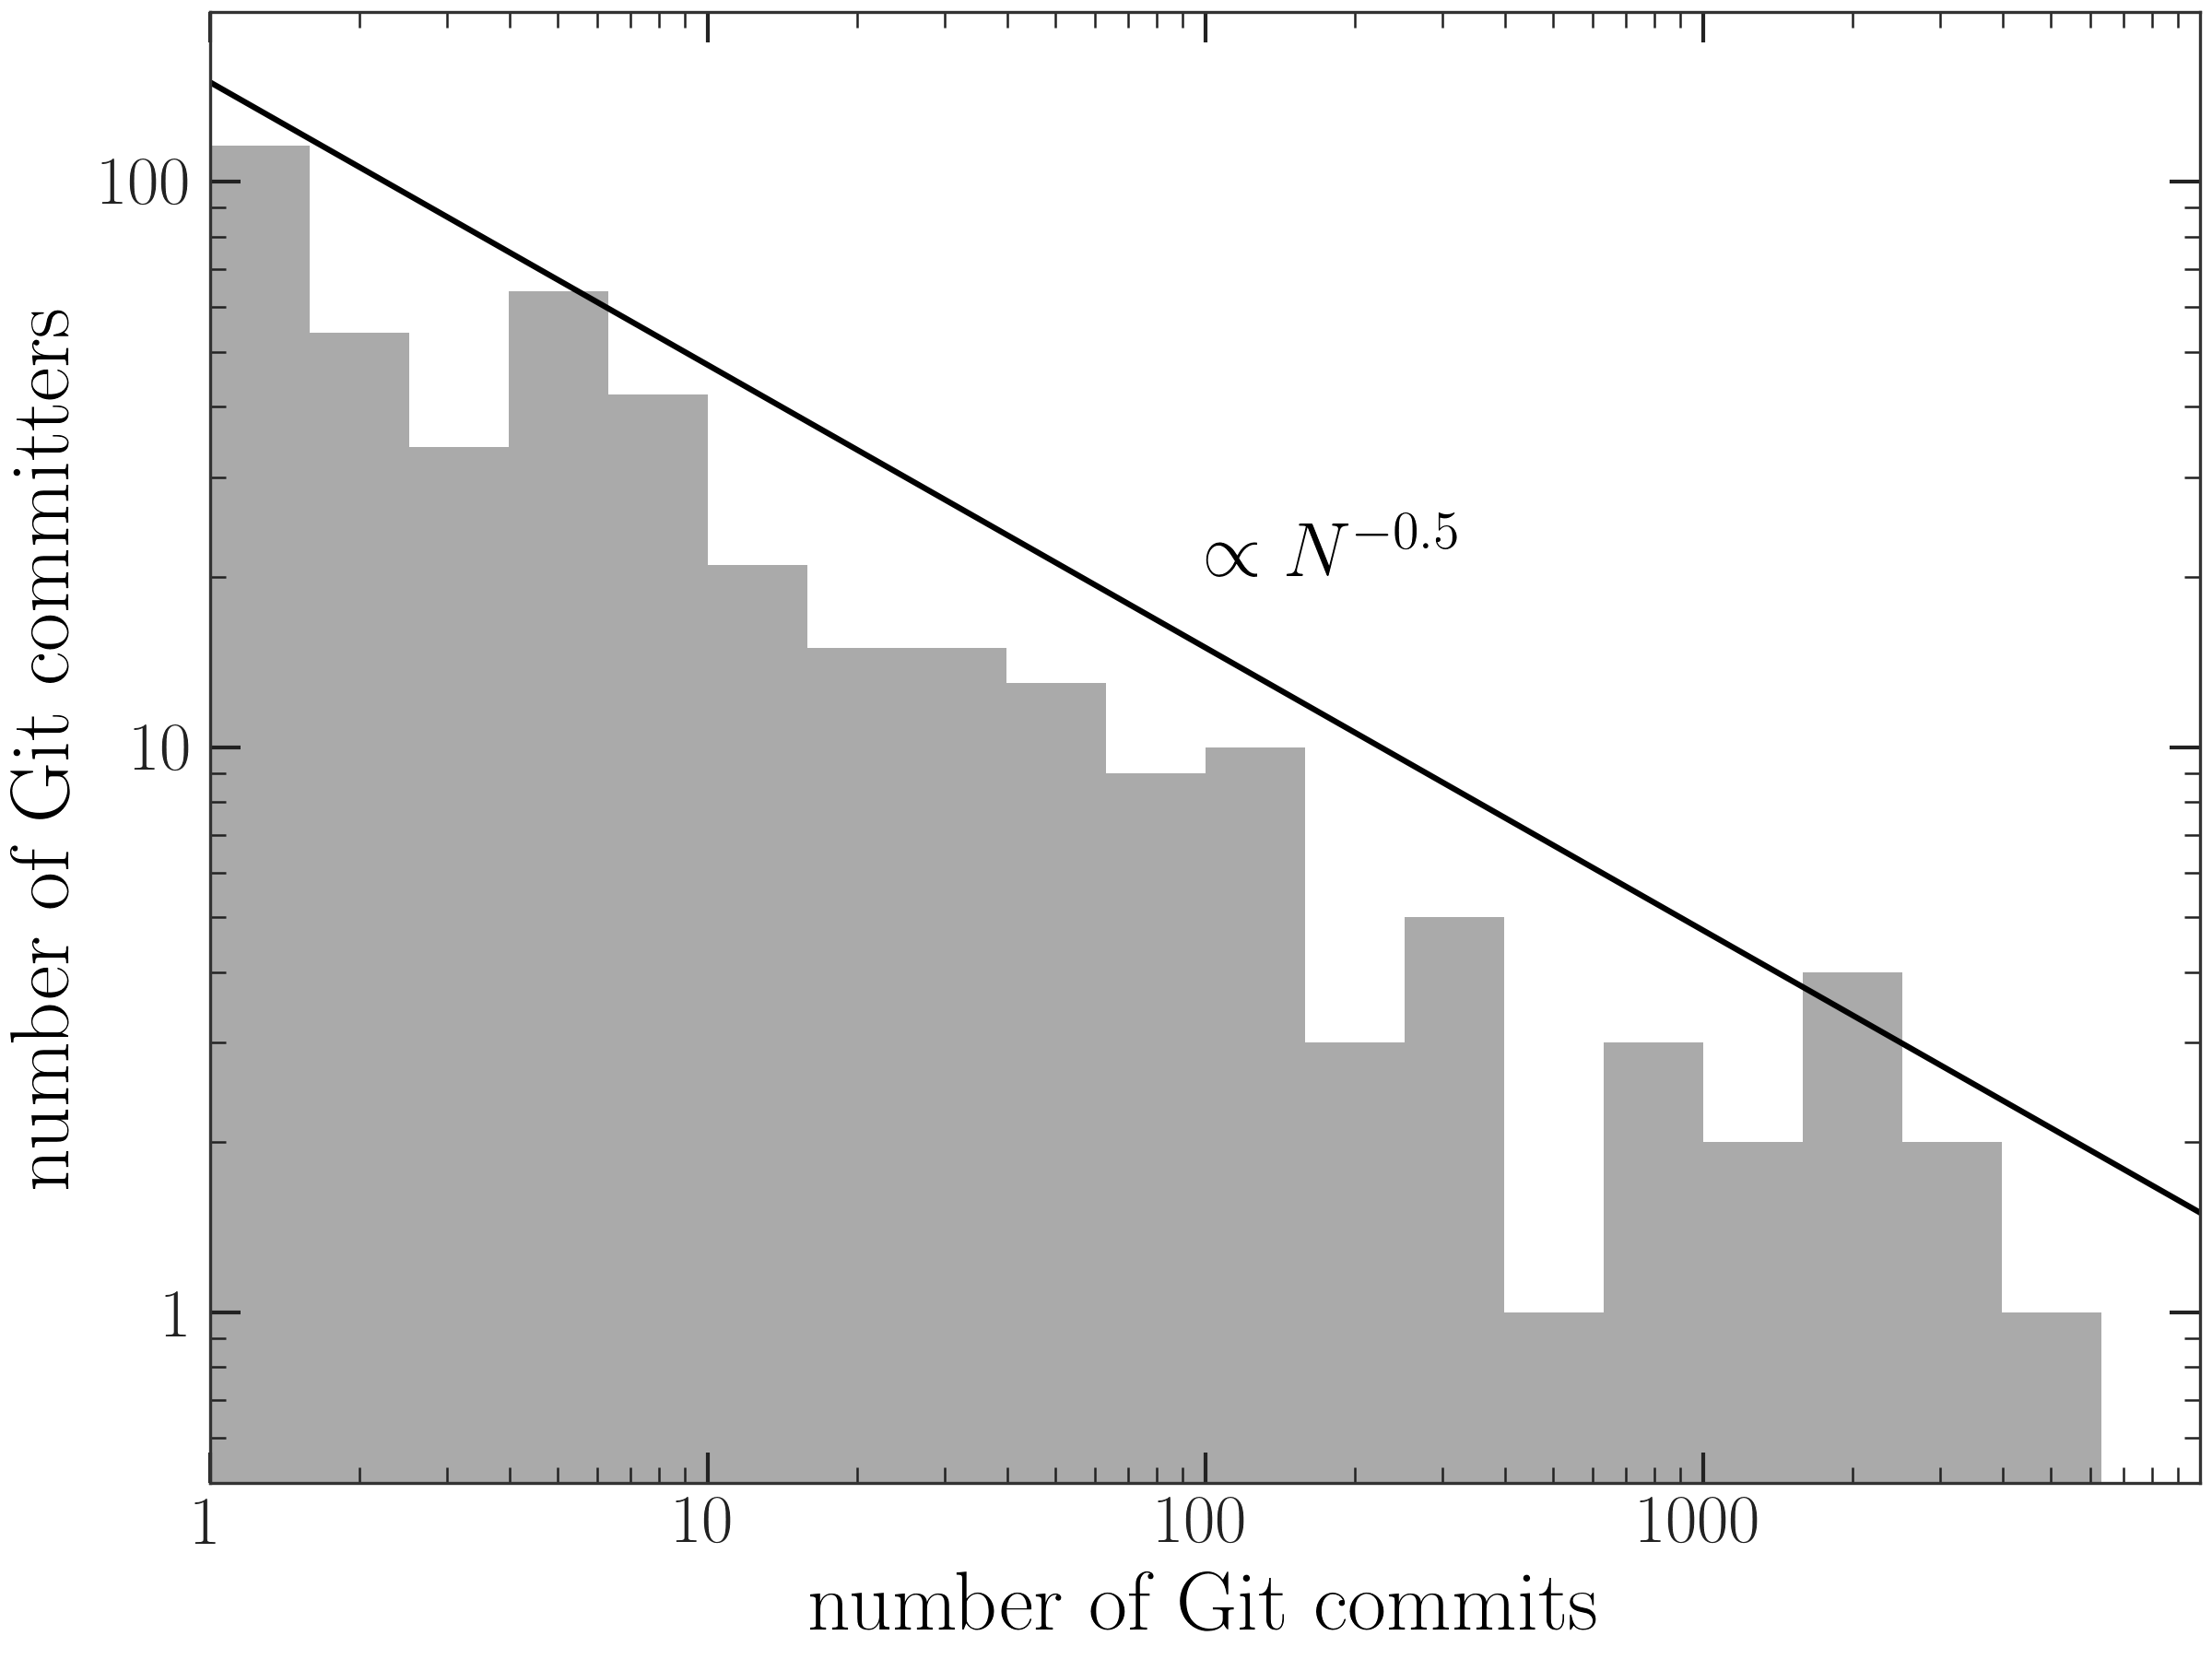 100
10
1
number of Git committers
∝ N^−0.5
1 10 100 1000
number of Git commits